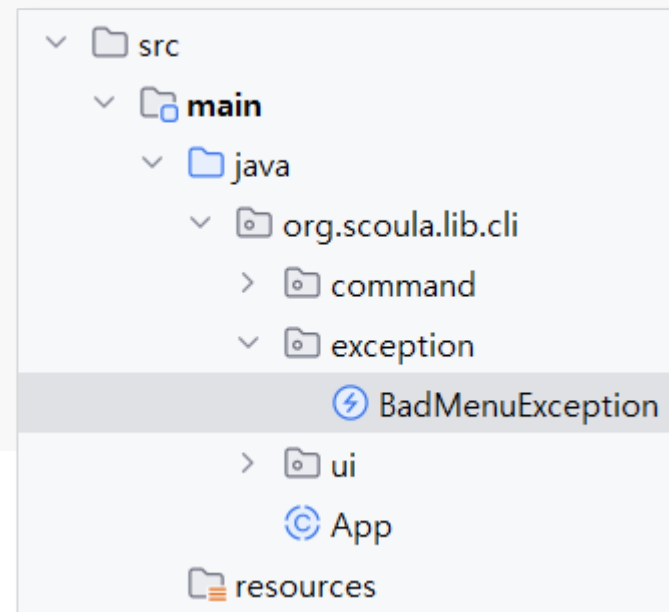 src
main
java
org.scoula.lib.cli
command
exception
BadMenuException
ui
App
resources